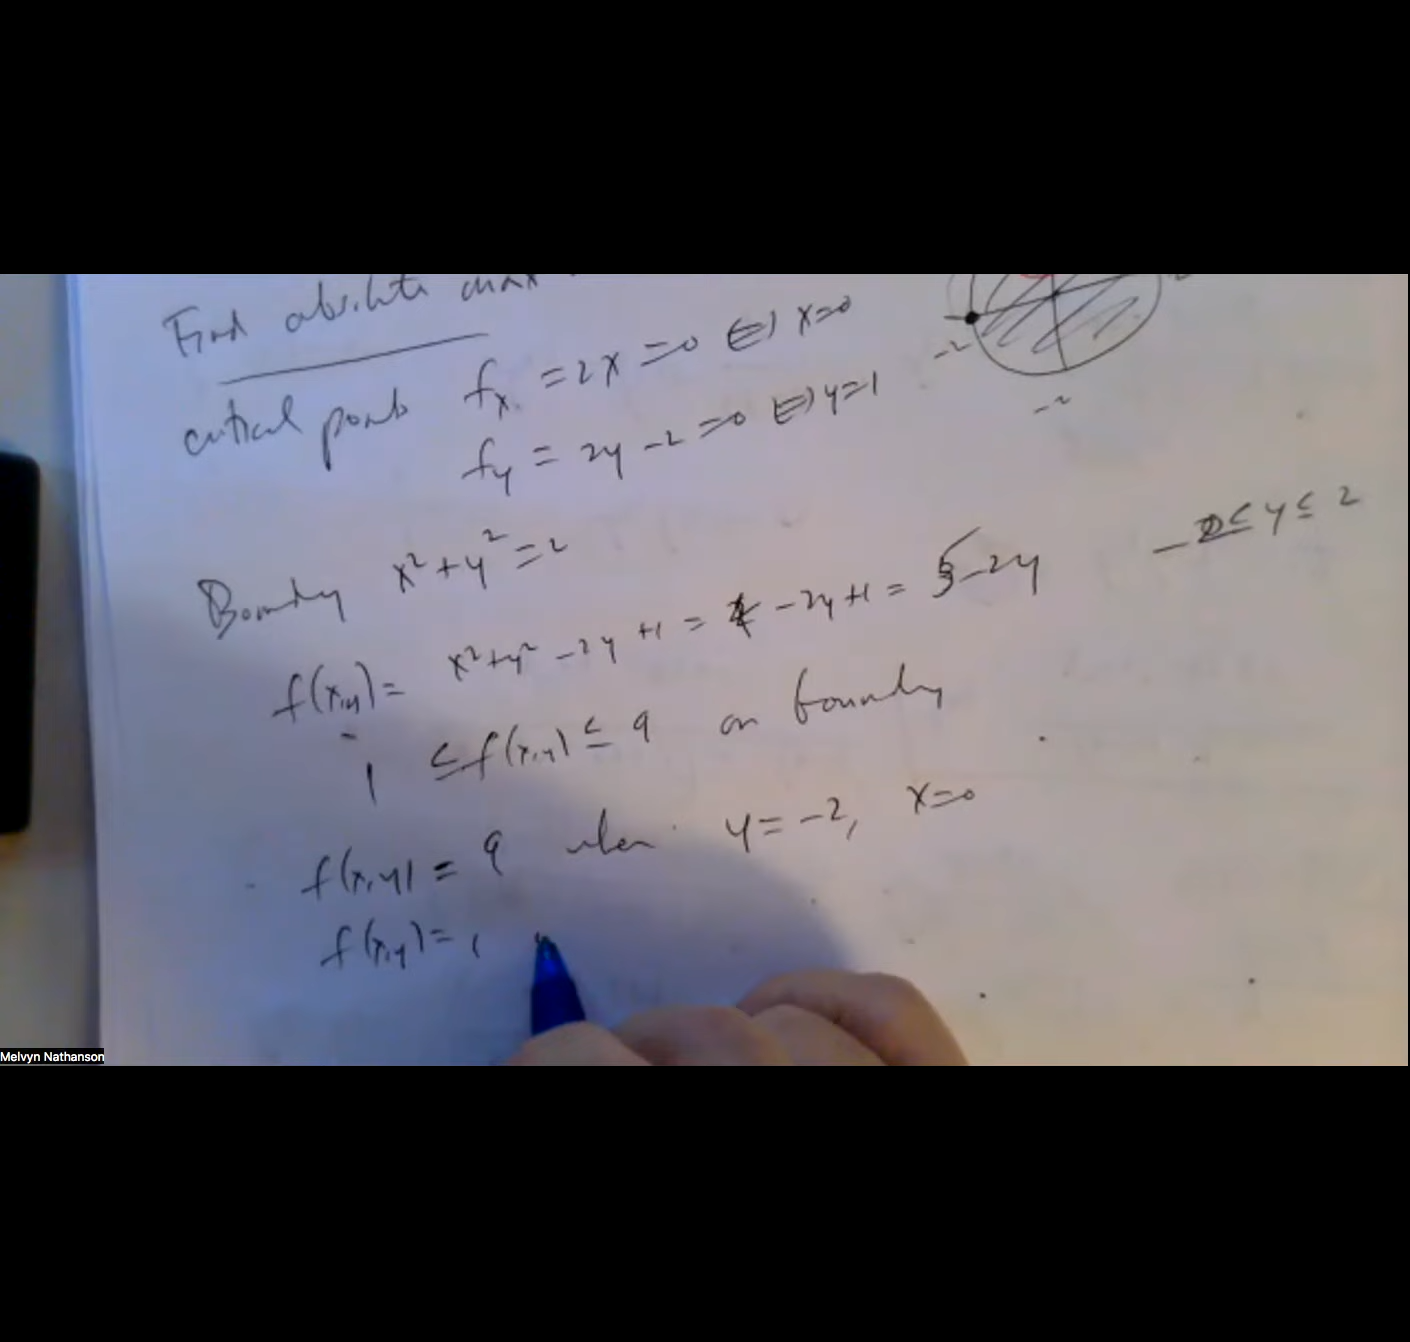 Find absolute max
-2
-2
critical points fx = 2x = 0 ⟺ x=0
fy = 2y - 2 = 0 ⟺ y=1
Boundary x² + y² = 2
f(x,y) = x² + y² - 2y + 1 = 4 - 2y + 1 = 5 - 2y - 2 ≤ y ≤ 2
1 ≤ f(x,y) ≤ 9 on boundary
f(x,y) = 9 when y = -2, x=0
f(x,y) = 1
Melvyn Nathanson